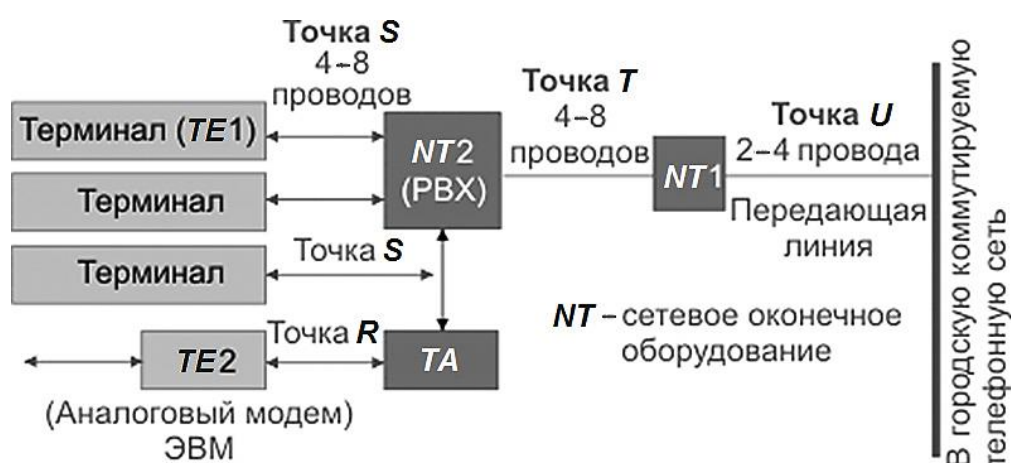 Точка S
4–8
проводов
Точка T
4–8
проводов
Точка U
2–4 провода
Терминал (TE1)
NT2
(PBX)
NT1
Передающая
линия
Терминал
Терминал
Точка S
NT – сетевое оконечное
оборудование
Точка R
TE2
TA
(Аналоговый модем)
ЭВМ
В городскую коммутируемую
телефонную сеть